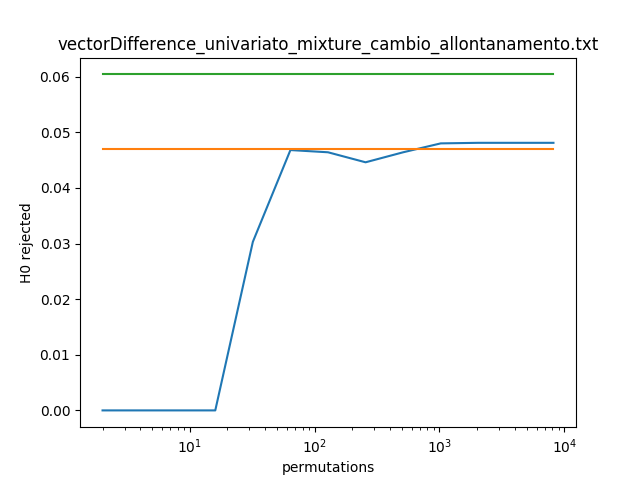 vectorDifference_univariato_mixture_cambio_allontanamento.txt
0.06
0.05
0.04
0.03
0.02
0.01
0.00
H0 rejected
10¹ 10² 10³ 10⁴
permutations